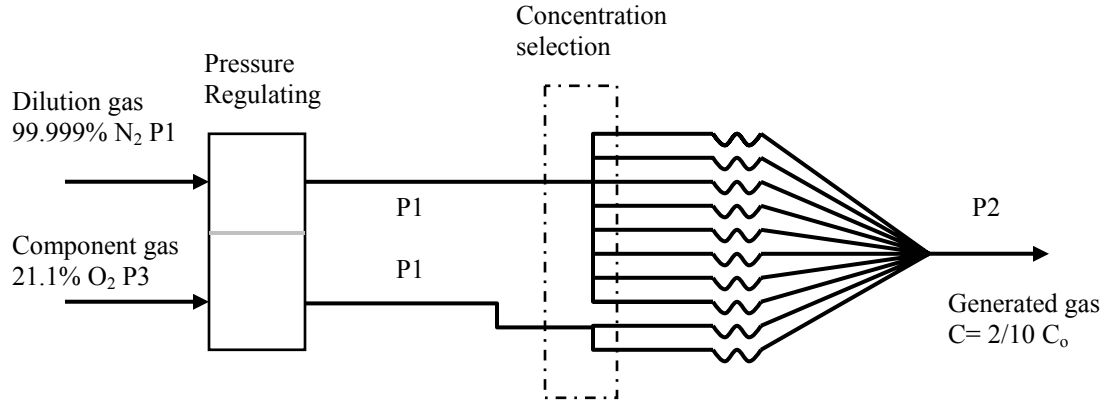 Concentration
selection
Pressure
Regulating
Dilution gas
99.999% N₂ P1
P1
P2
Component gas
21.1% O₂ P3
P1
Generated gas
C= 2/10 Cₒ